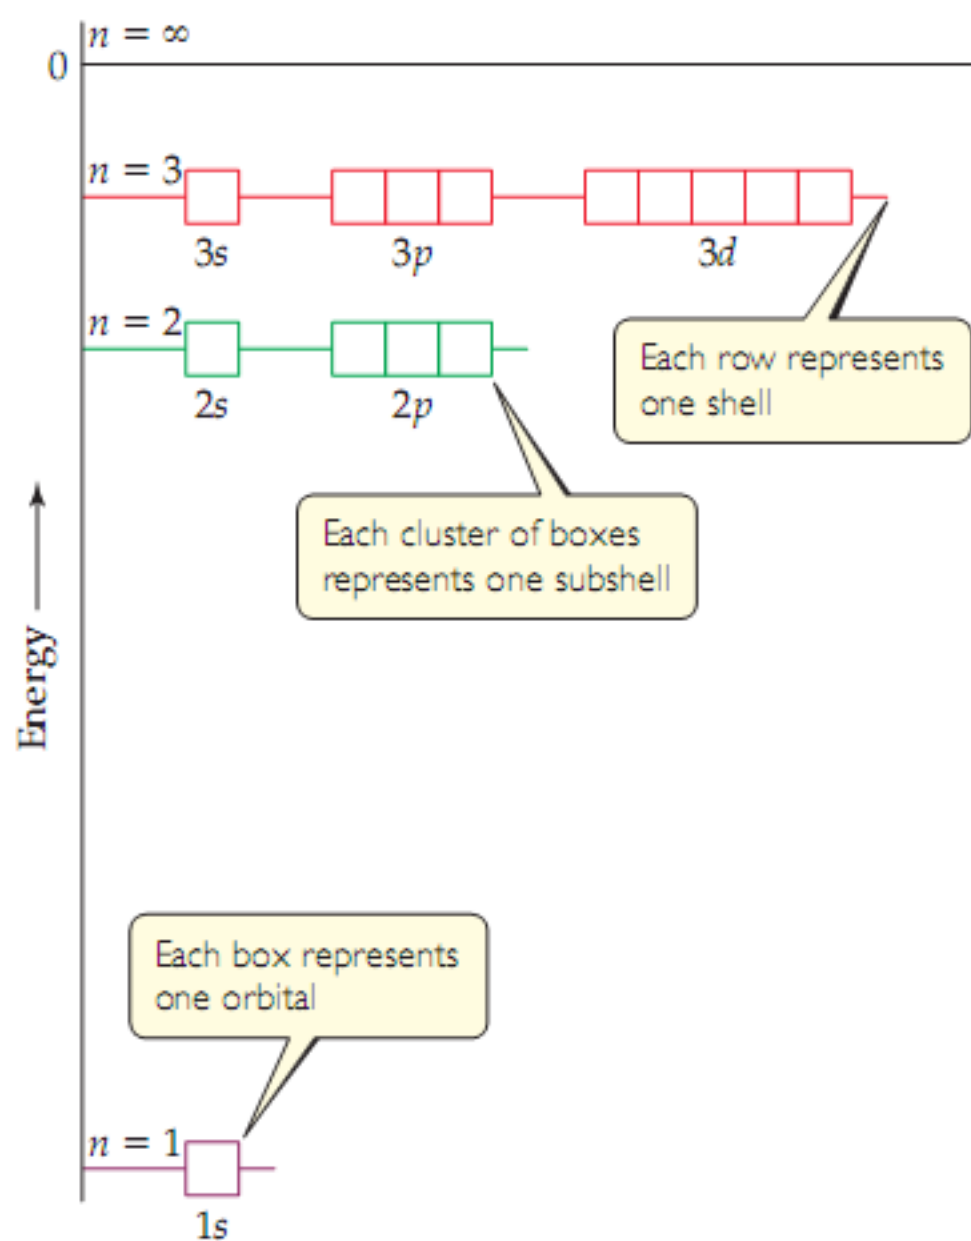 n = ∞
0
n = 3
3s
3p
3d
n = 2
2s
2p
Each row represents
one shell
Each cluster of boxes
represents one subshell
Energy
Each box represents
one orbital
n = 1
1s